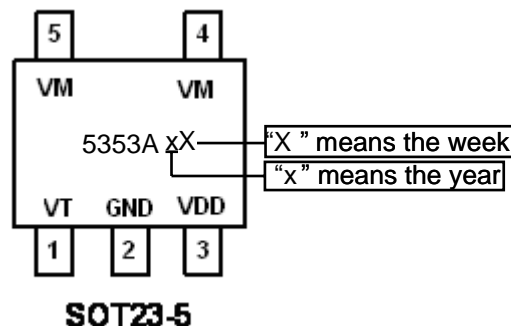 5 4
VM VM
5353A xX
"X " means the week
"x" means the year
VT GND VDD
1 2 3
SOT23-5